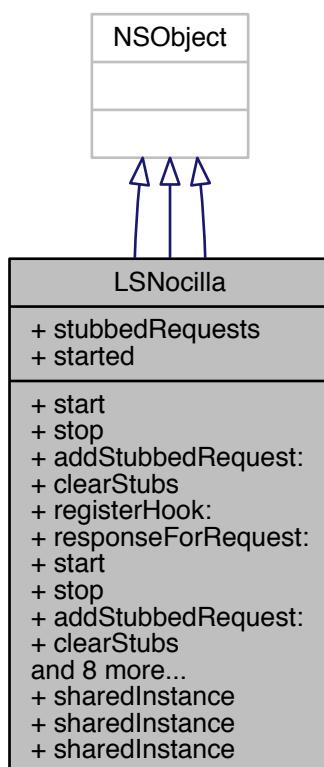 NSObject
LSNocilla
+ stubbedRequests
+ started
+ start
+ stop
+ addStubbedRequest:
+ clearStubs
+ registerHook:
+ responseForRequest:
+ start
+ stop
+ addStubbedRequest:
+ clearStubs
and 8 more...
+ sharedInstance
+ sharedInstance
+ sharedInstance